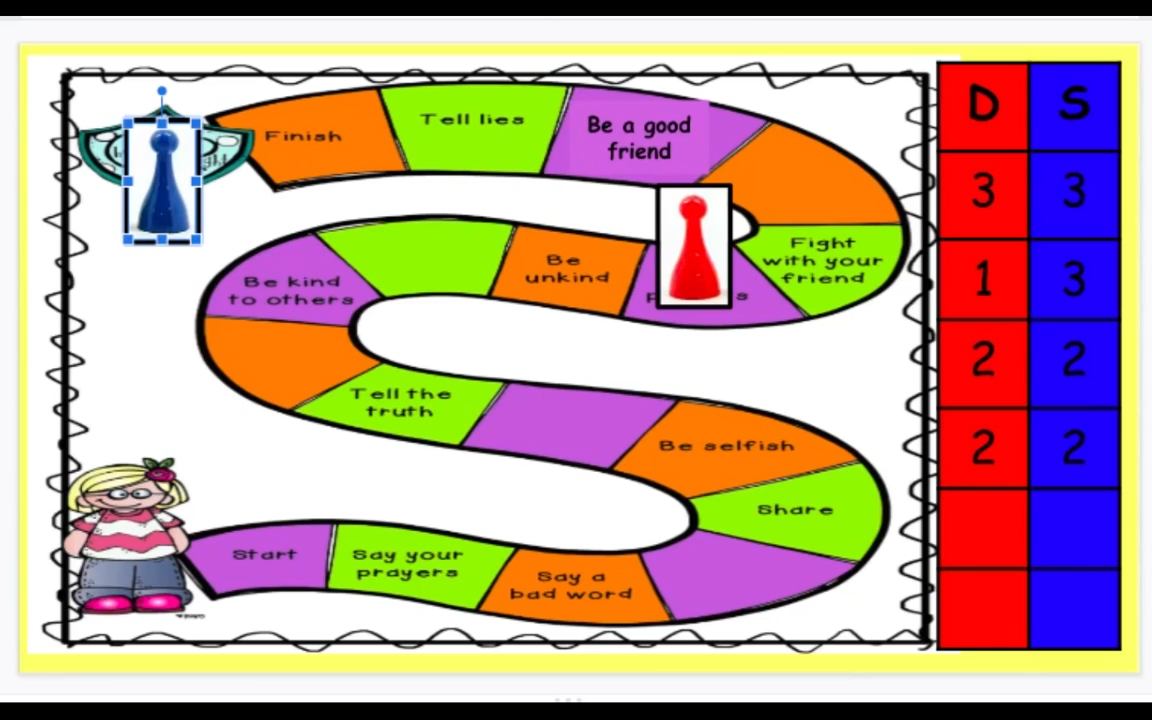 Finish
Tell lies
Be a good
friend
Fight
with your
friend
Be
unkind
Be kind
to others
Tell the
truth
Be selfish
Share
Start
Say your
prayers
Say a
bad word
D S
3 3
1 3
2 2
2 2